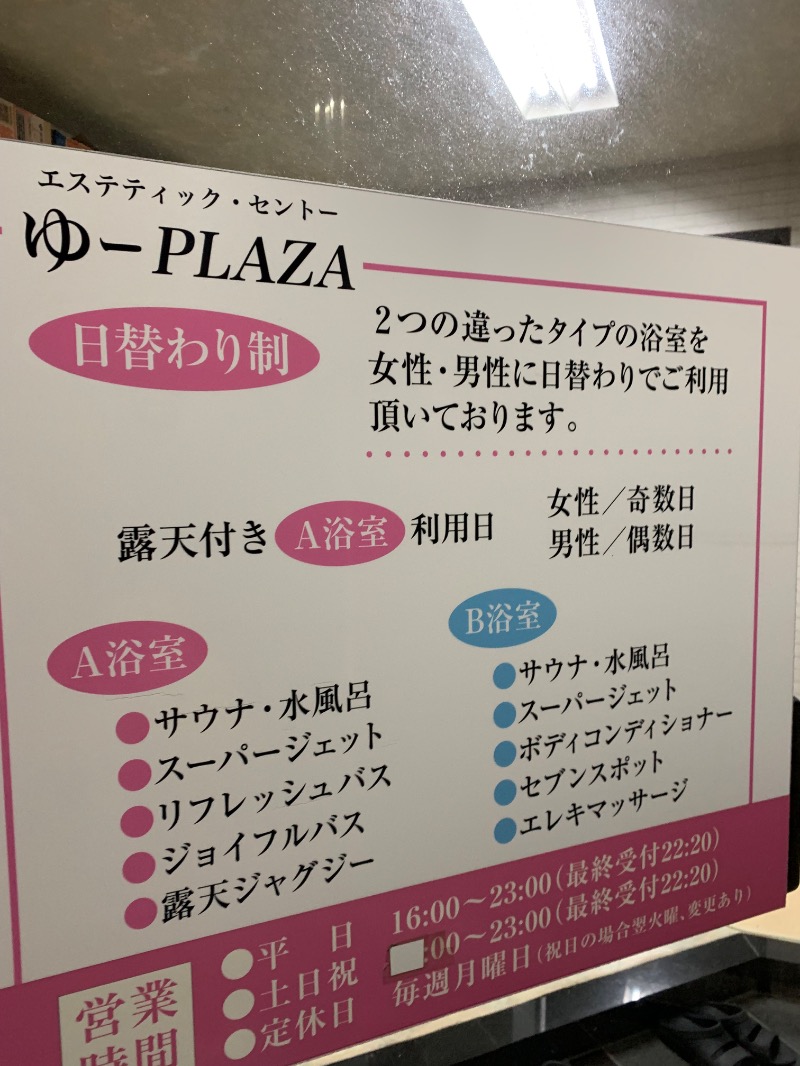 エステティック・セントー
ゆーPLAZA
日替わり制
2つの違ったタイプの浴室を
女性・男性に日替わりでご利用
頂いております。
露天付き A浴室 利用日
女性／奇数日
男性／偶数日
A浴室
サウナ・水風呂
スーパージェット
リフレッシュバス
ジョイフルバス
露天ジャグジー
B浴室
サウナ・水風呂
スーパージェット
ボディコンディショナー
セブンスポット
エレキマッサージ
営業
時間
平日 16:00～23:00(最終受付22:20)
土日祝 :00～23:00(最終受付22:20)
定休日 毎週月曜日(祝日の場合翌火曜、変更あり)